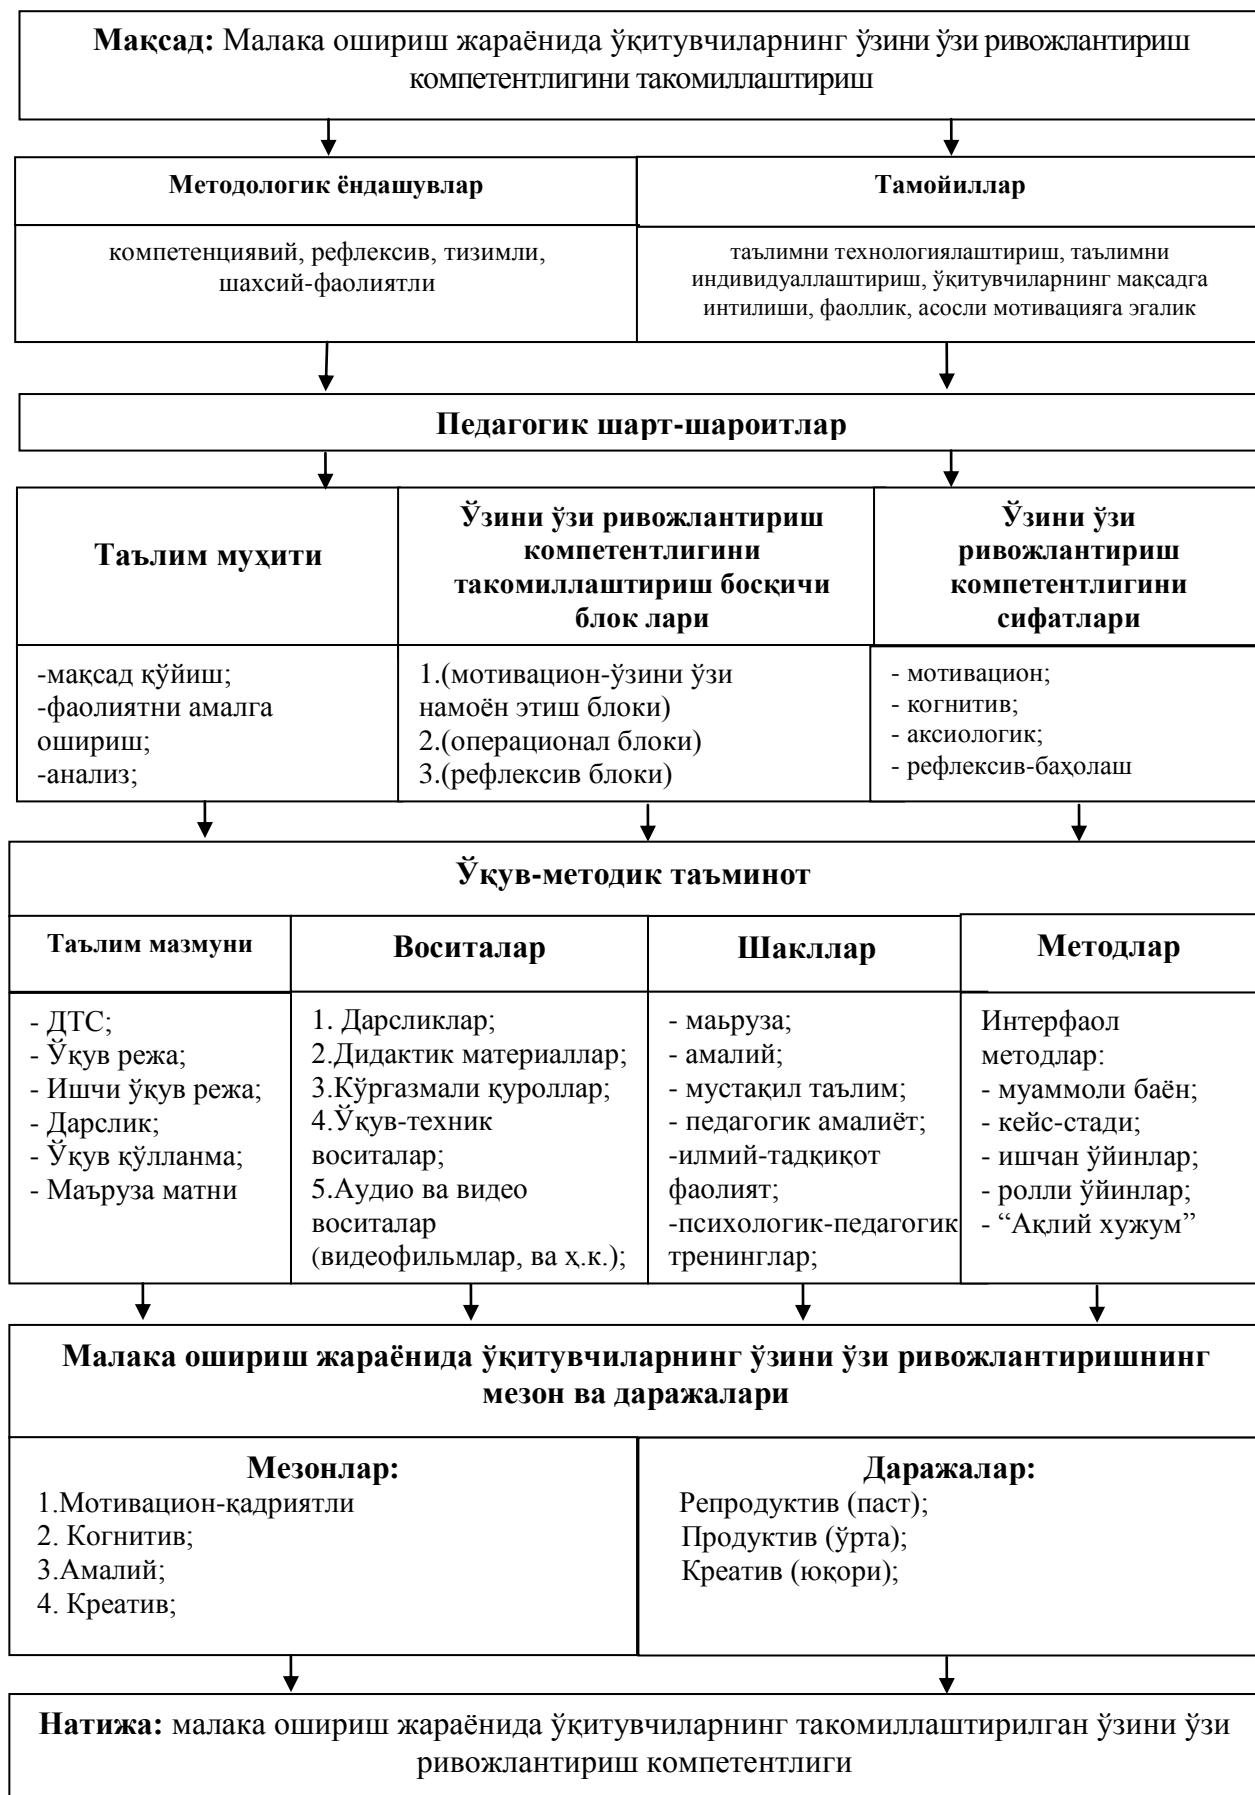 Мақсад: Малака ошириш жараёнида ўқитувчиларнинг ўзини ўзи ривожлантириш
компетентлигини такомиллаштириш
Методологик ёндашувлар
компетенциявий, рефлексив, тизимли,
шахсий-фаолиятли
Тамойиллар
таълимни технологиялаштириш, таълимни
индивидуаллаштириш, ўқитувчиларнинг мақсадга
интилиши, фаоллик, асосли мотивацияга эгалик
Педагогик шарт-шароитлар
Таълим муҳити
-мақсад қўйиш;
-фаолиятни амалга
ошириш;
-анализ;
Ўзини ўзи ривожлантириш
компетентлигини
такомиллаштириш босқичи
блок лари
1.(мотивацион-ўзини ўзи
намоён этиш блоки)
2.(операционал блоки)
3.(рефлексив блоки)
Ўзини ўзи
ривожлантириш
компетентлигини
сифатлари
- мотивацион;
- когнитив;
- аксиологик;
- рефлексив-баҳолаш
Ўқув-методик таъминот
Таълим мазмуни
- ДТС;
- Ўқув режа;
- Ишчи ўқув режа;
- Дарслик;
- Ўқув қўлланма;
- Маъруза матни
Воситалар
1. Дарсликлар;
2.Дидактик материаллар;
3.Кўргазмали қуроллар;
4.Ўқув-техник
воситалар;
5.Аудио ва видео
воситалар
(видеофильмлар, ва ҳ.к.);
Шакллар
- маьруза;
- амалий;
- мустақил таълим;
- педагогик амалиёт;
-илмий-тадқиқот
фаолият;
-психологик-педагогик
тренинглар;
Методлар
Интерфаол
методлар:
- муаммоли баён;
- кейс-стади;
- ишчан ўйинлар;
- ролли ўйинлар;
- “Ақлий хужум”
Малака ошириш жараёнида ўқитувчиларнинг ўзини ўзи ривожлантиришнинг
мезон ва даражалари
Мезонлар:
1.Мотивацион-қадриятли
2. Когнитив;
3.Амалий;
4. Креатив;
Даражалар:
Репродуктив (паст);
Продуктив (ўрта);
Креатив (юқори);
Натижа: малака ошириш жараёнида ўқитувчиларнинг такомиллаштирилган ўзини ўзи
ривожлантириш компетентлиги